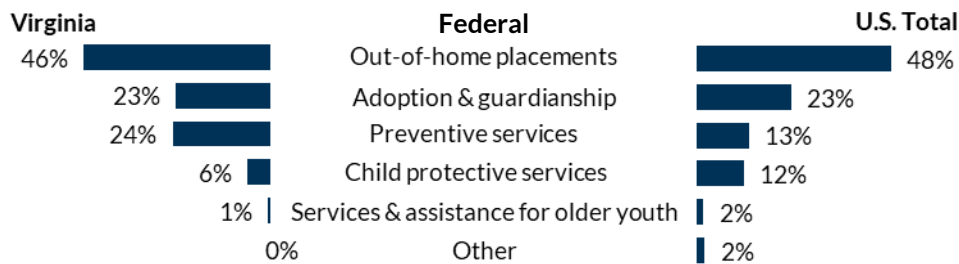 Virginia Federal U.S. Total
46% Out-of-home placements 48%
23% Adoption & guardianship 23%
24% Preventive services 13%
6% Child protective services 12%
1% Services & assistance for older youth 2%
0% Other 2%